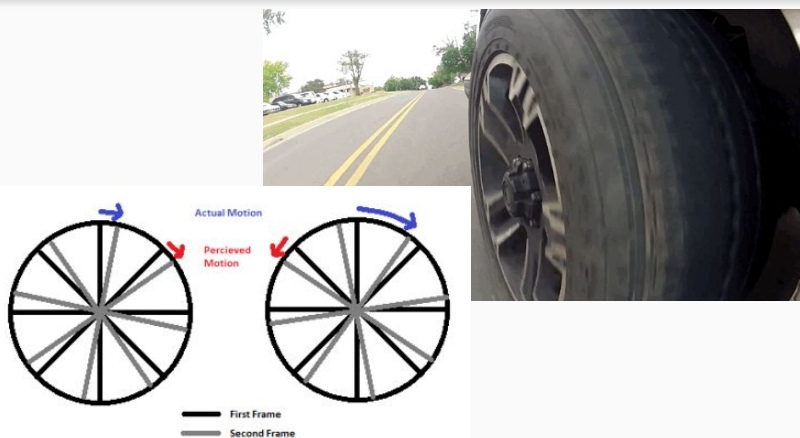 Actual Motion
Percieved
Motion
First Frame
Second Frame